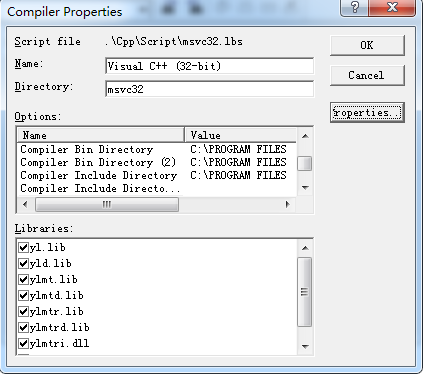 Compiler Properties
Script file .\Cpp\Script\msvc32.lbs
OK
Name: Visual C++ (32-bit)
Cancel
Directory: msvc32
Properties..
Options:
Name Value
Compiler Bin Directory C:\PROGRAM FILES
Compiler Bin Directory (2) C:\PROGRAM FILES
Compiler Include Directory C:\PROGRAM FILES
Compiler Include Directo...
Libraries:
yl.lib
yld.lib
ylmt.lib
ylmtd.lib
ylmtr.lib
ylmtrd.lib
ylmtri.dll